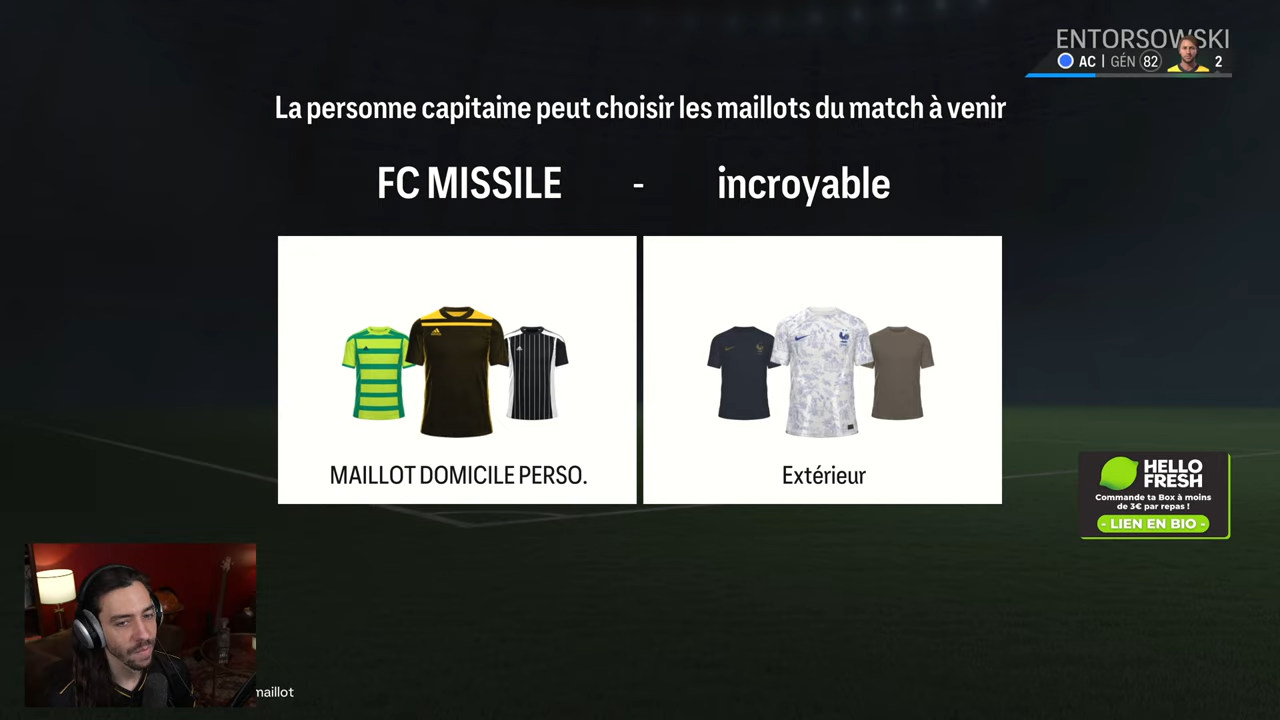 ENTORSOWSKI
AC | GÉN 82 2
La personne capitaine peut choisir les maillots du match à venir
FC MISSILE - incroyable
MAILLOT DOMICILE PERSO.
Extérieur
HELLO
FRESH
Commande ta Box à moins
de 3€ par repas !
- LIEN EN BIO -
maillot